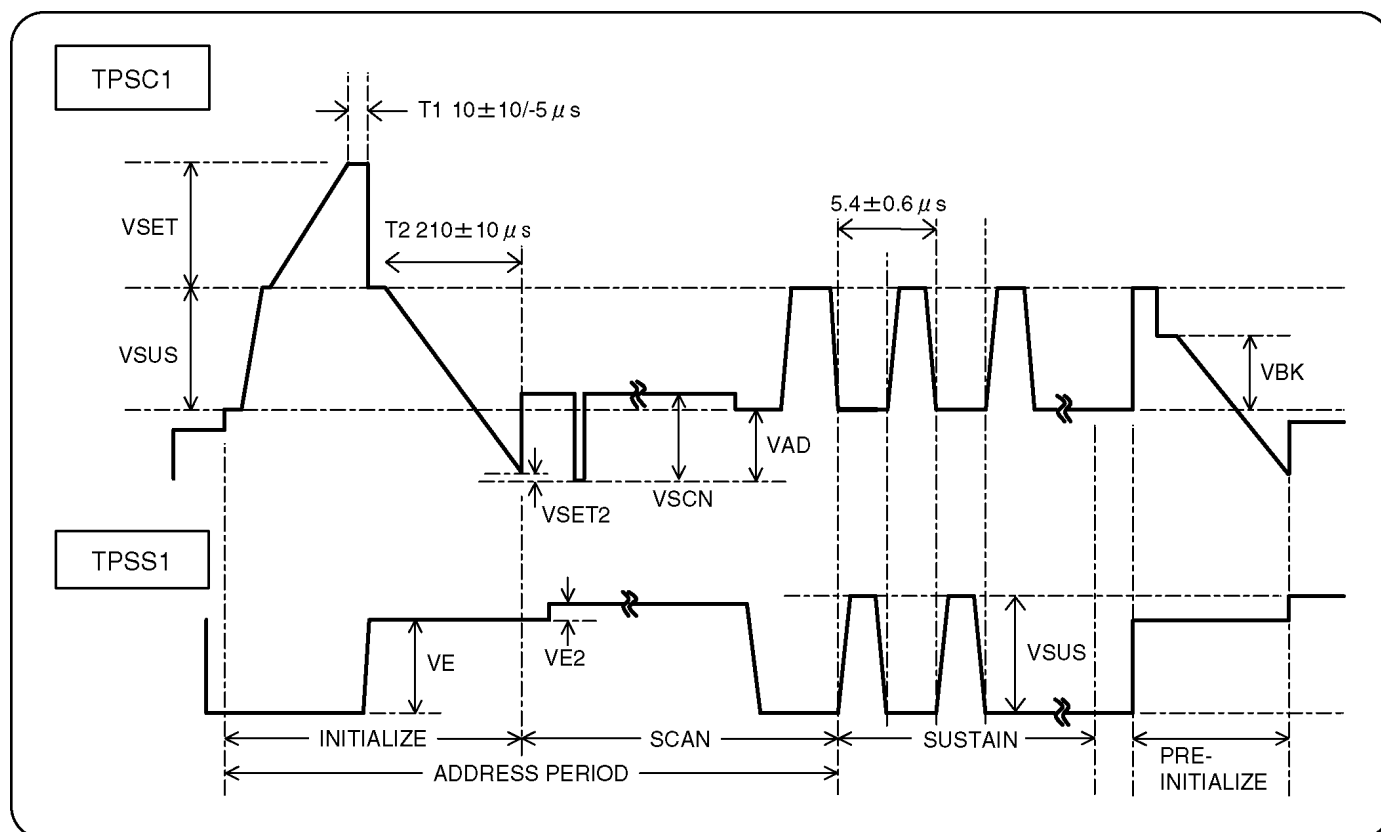 TPSC1
T1 10±10/-5μs
VSET
T2 210±10μs
5.4±0.6μs
VSUS
VBK
VAD
VSCN
VSET2
TPSS1
VE
VE2
VSUS
INITIALIZE
SCAN
SUSTAIN
PRE-
INITIALIZE
ADDRESS PERIOD